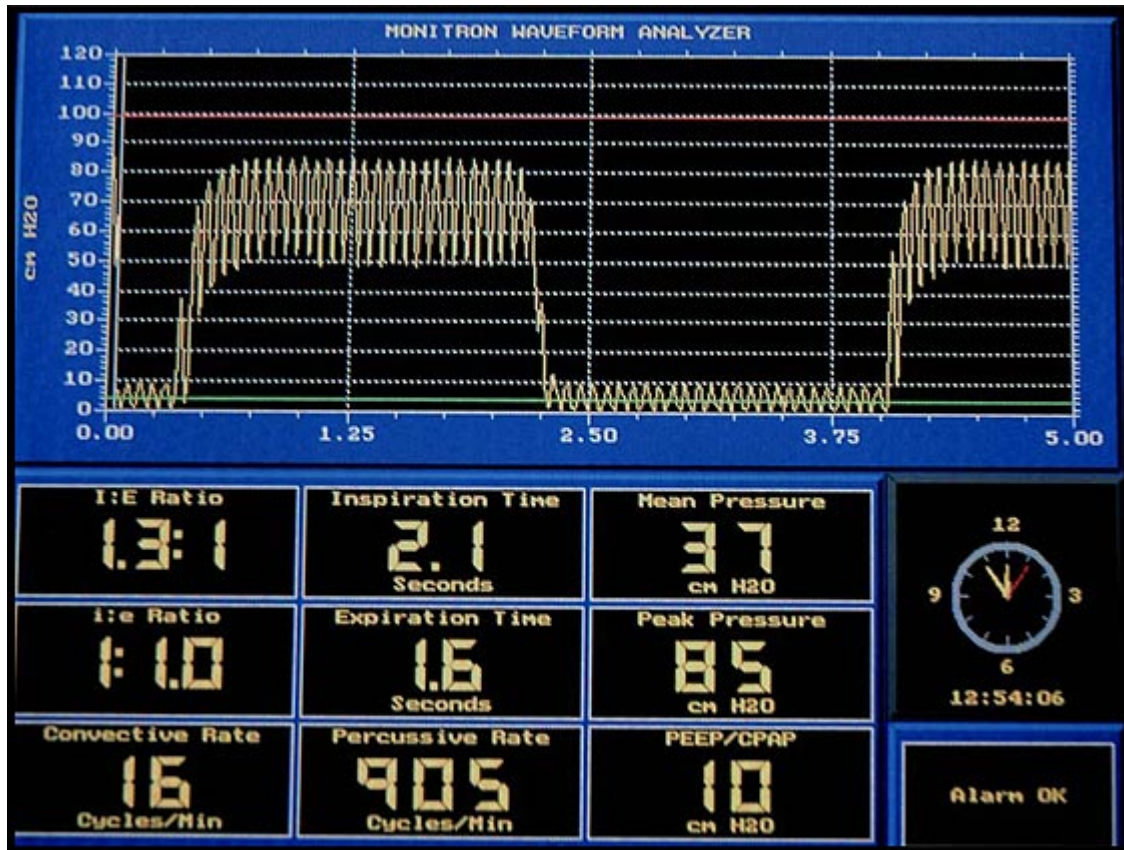 MONITRON WAVEFORM ANALYZER
120
110
100
90
80
70
60
50
40
30
20
10
0
cm H2O
0.00 1.25 2.50 3.75 5.00
I:E Ratio
1.3:1
Inspiration Time
2.1
Seconds
Mean Pressure
37
cm H2O
i:e Ratio
1:1.0
Expiration Time
1.6
Seconds
Peak Pressure
85
cm H2O
Convective Rate
16
Cycles/Min
Percussive Rate
905
Cycles/Min
PEEP/CPAP
10
cm H2O
12
9 3
6
12:54:06
Alarm OK